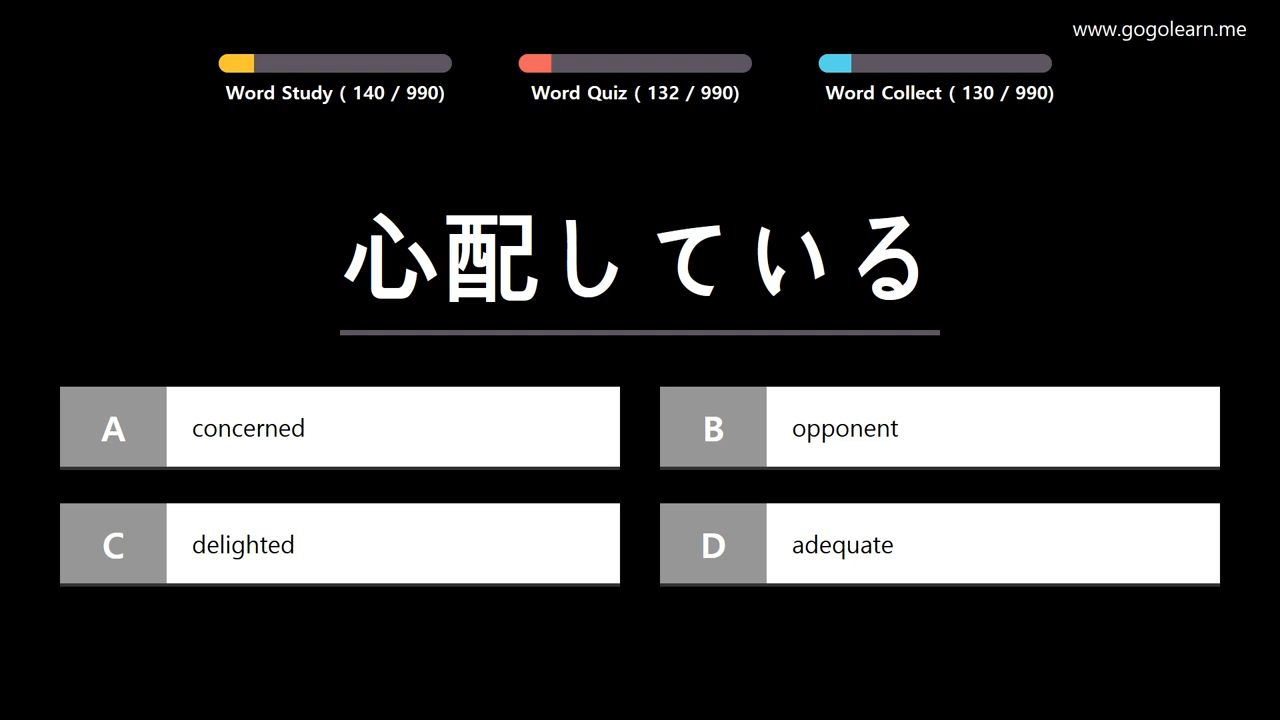 www.gogolearn.me
Word Study ( 140 / 990)
Word Quiz ( 132 / 990)
Word Collect ( 130 / 990)
心配している
A concerned
B opponent
C delighted
D adequate